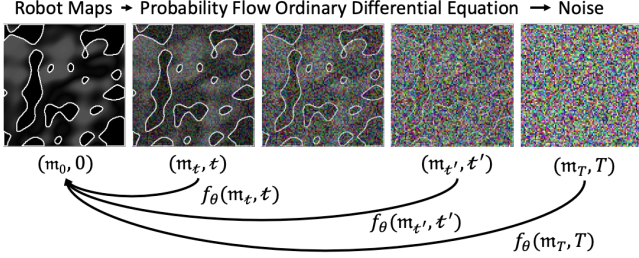 Robot Maps → Probability Flow Ordinary Differential Equation → Noise
(𝔪₀, 0) (𝔪ₜ, t) (𝔪ₜ′, t′) (𝔪_T, T)
f_θ(𝔪ₜ, t)
f_θ(𝔪ₜ′, t′)
f_θ(𝔪_T, T)